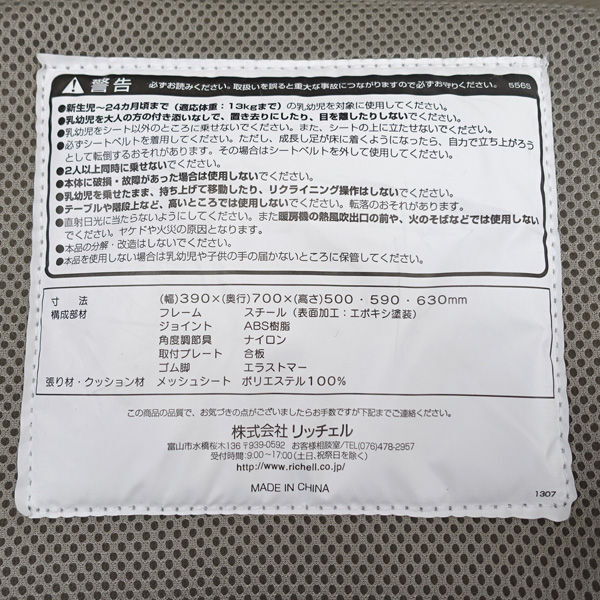 警告 必ずお読みください。取扱いを誤ると重大な事故につながりますので必ずお守りください。 556S
●新生児〜24カ月頃まで（適応体重：13kgまで）の乳幼児を対象に使用してください。
●乳幼児を大人の方の付き添いなしで、置き去りにしたり、目を離したりしないでください。
●乳幼児をシート以外のところに乗せないでください。また、シートの上に立たせないでください。
●必ずシートベルトを着用してください。ただし、成長し足が床に着くようになったら、自力で立ち上がろう
として転倒するおそれがあります。その場合はシートベルトを外して使用してください。
●2人以上同時に乗せないでください。
●本体に破損・故障があった場合は使用しないでください。
●乳幼児を乗せたまま、持ち上げて移動したり、リクライニング操作はしないでください。
●テーブルや階段上など、高いところでは使用しないでください。転落のおそれがあります。
●直射日光に当たらないようにしてください。また暖房機の熱風吹出口の前や、火のそばなどでは使用しない
でください。ヤケドや火災の原因となります。
●本品の分解・改造はしないでください。
●本品を使用しない場合は乳幼児や子供の手の届かないところに保管してください。
寸法 （幅）390×（奥行）700×（高さ）500・590・630mm
構成部材 フレーム スチール（表面加工：エポキシ塗装）
ジョイント ABS樹脂
角度調節具 ナイロン
取付プレート 合板
ゴム脚 エラストマー
張り材・クッション材 メッシュシート ポリエステル100％
この商品の品質で、お気づきの点がございましたらお手数ですが下記までご連絡ください。
株式会社 リッチェル
富山市水橋桜木136 〒939-0592 お客様相談室 TEL(076)478-2957
受付時間：9:00〜17:00（土日、祝祭日を除く）
http://www.richell.co.jp/
MADE IN CHINA 1307